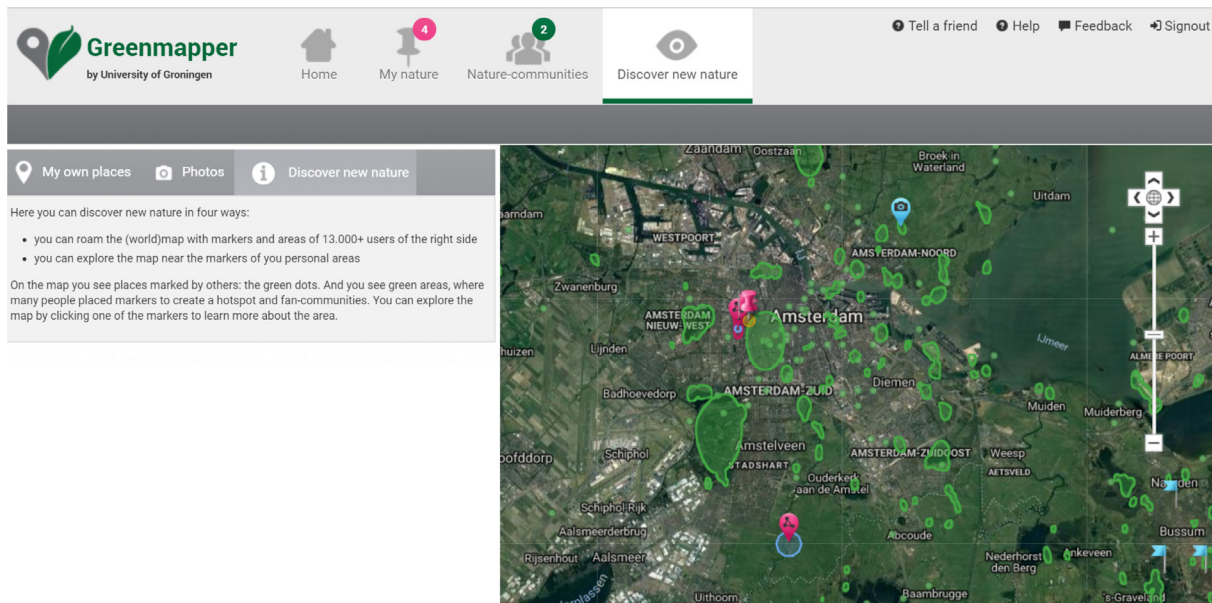 Greenmapper
by University of Groningen
Home
4
My nature
2
Nature-communities
Discover new nature
Tell a friend
Help
Feedback
Signout
My own places
Photos
Discover new nature
Here you can discover new nature in four ways:
you can roam the (world)map with markers and areas of 13.000+ users of the right side
you can explore the map near the markers of you personal areas
On the map you see places marked by others: the green dots. And you see green areas, where
many people placed markers to create a hotspot and fan-communities. You can explore the
map by clicking one of the markers to learn more about the area.
Zaandam
Oostzaan
Broek in
Waterland
Uitdam
aarndam
WESTPOORT
IJ
AMSTERDAM-NOORD
Zwanenburg
AMSTERDAM
NIEUW-WEST
Amsterdam
IJmeer
huizen
Lijnden
ALMERE POORT
Badhoevedorp
AMSTERDAM-ZUID
Diemen
Muiden
Muiderberg
Amstelveen
STADSHART
AMSTERDAM-ZUIDOOST
Weesp
AETSVELD
ofddorp
Schiphol
Ouderkerk
aan de Amstel
Naarden
Schiphol-Rijk
Aalsmeerderbrug
Abcoude
Bussum
Rijsenhout
Aalsmeer
Nederhorst
den Berg
Ankeveen
Uithoorn
Baambrugge
's-Graveland